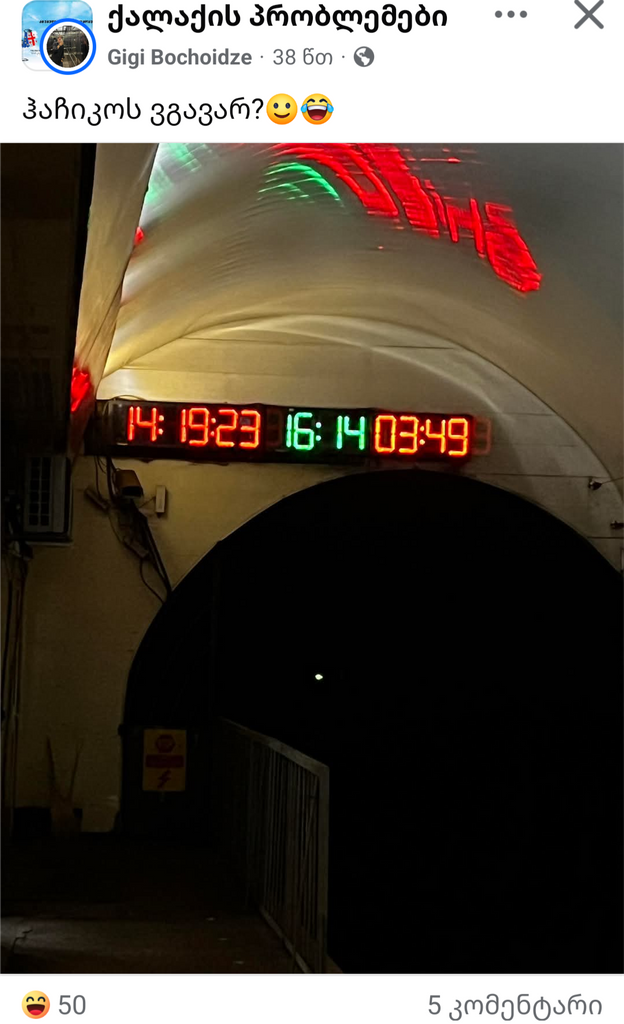 ქალაქის პრობლემები
Gigi Bochoidze · 38 წთ ·
ჰაჩიკოს ვგავარ?🙂😂
14:19:23 16:14 03:49
50
5 კომენტარი